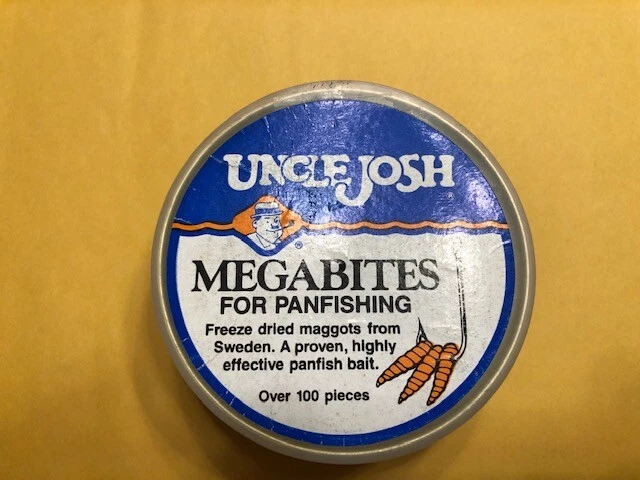 UNCLE JOSH
®
MEGABITES
FOR PANFISHING
Freeze dried maggots from
Sweden. A proven, highly
effective panfish bait.
Over 100 pieces